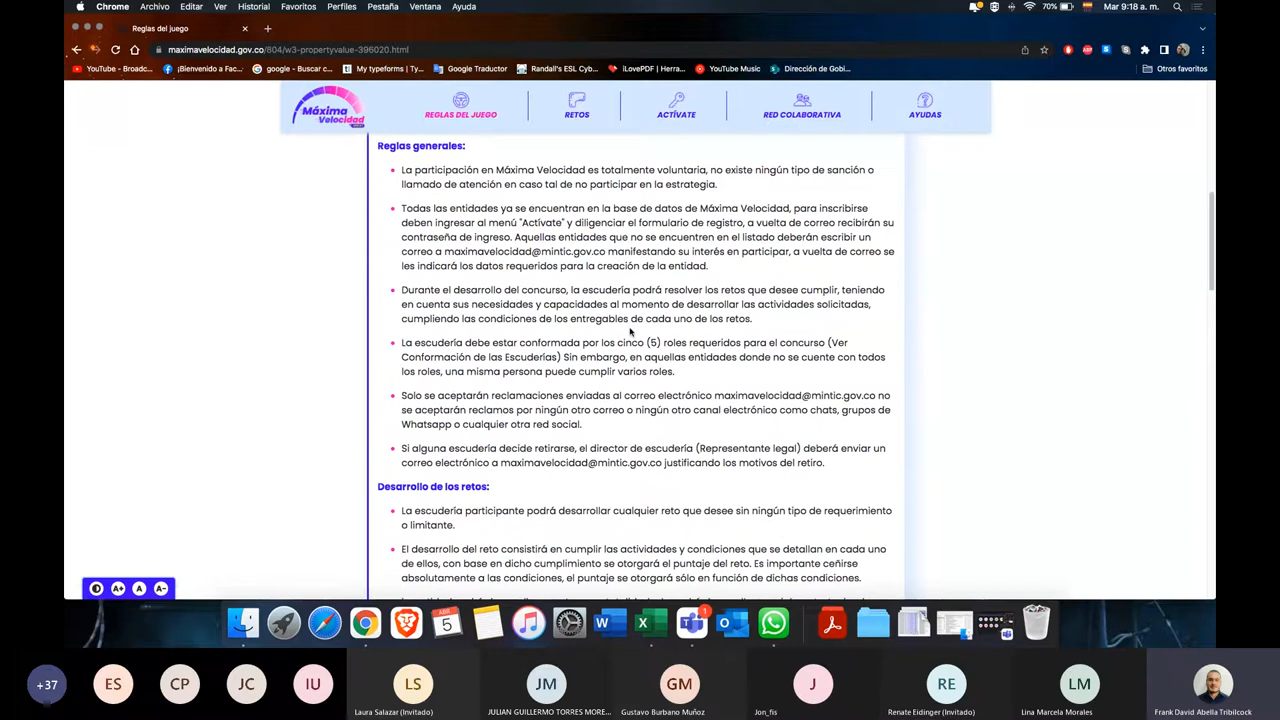 Chrome Archivo Editar Ver Historial Favoritos Perfiles Pestaña Ventana Ayuda 70% Mar 9:18 a. m.
Reglas del juego
maximavelocidad.gov.co/804/w3-propertyvalue-396020.html
YouTube - Broadc... ¡Bienvenido a Fac... google - Buscar c... My typeforms | Ty... Google Traductor Randall's ESL Cyb... iLovePDF | Herra... YouTube Music Dirección de Gobi... Otros favoritos
Máxima Velocidad
REGLAS DEL JUEGO RETOS ACTÍVATE RED COLABORATIVA AYUDAS
Reglas generales:
La participación en Máxima Velocidad es totalmente voluntaria, no existe ningún tipo de sanción o
llamado de atención en caso tal de no participar en la estrategia.
Todas las entidades ya se encuentran en la base de datos de Máxima Velocidad, para inscribirse
deben ingresar al menú "Actívate" y diligenciar el formulario de registro, a vuelta de correo recibirán su
contraseña de ingreso. Aquellas entidades que no se encuentren en el listado deberán escribir un
correo a maximavelocidad@mintic.gov.co manifestando su interés en participar, a vuelta de correo se
les indicará los datos requeridos para la creación de la entidad.
Durante el desarrollo del concurso, la escudería podrá resolver los retos que desee cumplir, teniendo
en cuenta sus necesidades y capacidades al momento de desarrollar las actividades solicitadas,
cumpliendo las condiciones de los entregables de cada uno de los retos.
La escudería debe estar conformada por los cinco (5) roles requeridos para el concurso (Ver
Conformación de las Escuderías) Sin embargo, en aquellas entidades donde no se cuente con todos
los roles, una misma persona puede cumplir varios roles.
Solo se aceptarán reclamaciones enviadas al correo electrónico maximavelocidad@mintic.gov.co no
se aceptarán reclamos por ningún otro correo o ningún otro canal electrónico como chats, grupos de
Whatsapp o cualquier otra red social.
Si alguna escudería decide retirarse, el director de escudería (Representante legal) deberá enviar un
correo electrónico a maximavelocidad@mintic.gov.co justificando los motivos del retiro.
Desarrollo de los retos:
La escudería participante podrá desarrollar cualquier reto que desee sin ningún tipo de requerimiento
o limitante.
El desarrollo del reto consistirá en cumplir las actividades y condiciones que se detallan en cada uno
de ellos, con base en dicho cumplimiento se otorgará el puntaje del reto. Es importante ceñirse
absolutamente a las condiciones, el puntaje se otorgará sólo en función de dichas condiciones.
A+ A A-
ABR 5 1
+37 ES CP JC IU LS JM GM J RE LM
Laura Salazar (Invitado) JULIAN GUILLERMO TORRES MORE... Gustavo Burbano Muñoz Jon_fis Renate Eidinger (Invitado) Lina Marcela Morales Frank David Abella Tribilcock